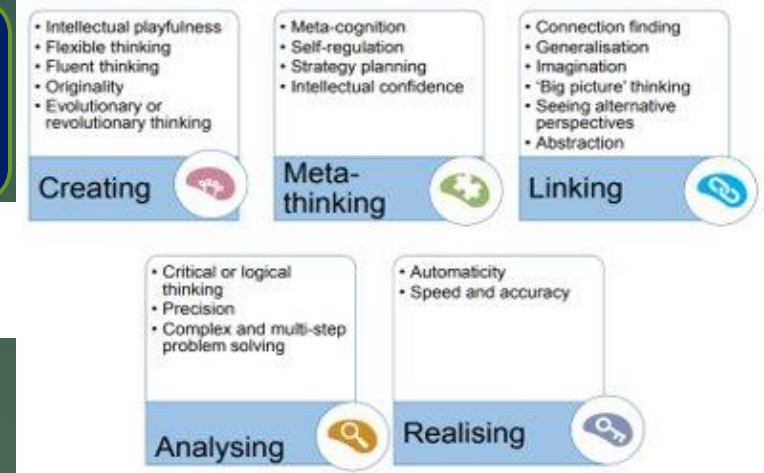 • Intellectual playfulness
• Flexible thinking
• Fluent thinking
• Originality
• Evolutionary or
revolutionary thinking
Creating
• Meta-cognition
• Self-regulation
• Strategy planning
• Intellectual confidence
Meta-
thinking
• Connection finding
• Generalisation
• Imagination
• 'Big picture' thinking
• Seeing alternative
perspectives
• Abstraction
Linking
• Critical or logical
thinking
• Precision
• Complex and multi-step
problem solving
Analysing
• Automaticity
• Speed and accuracy
Realising